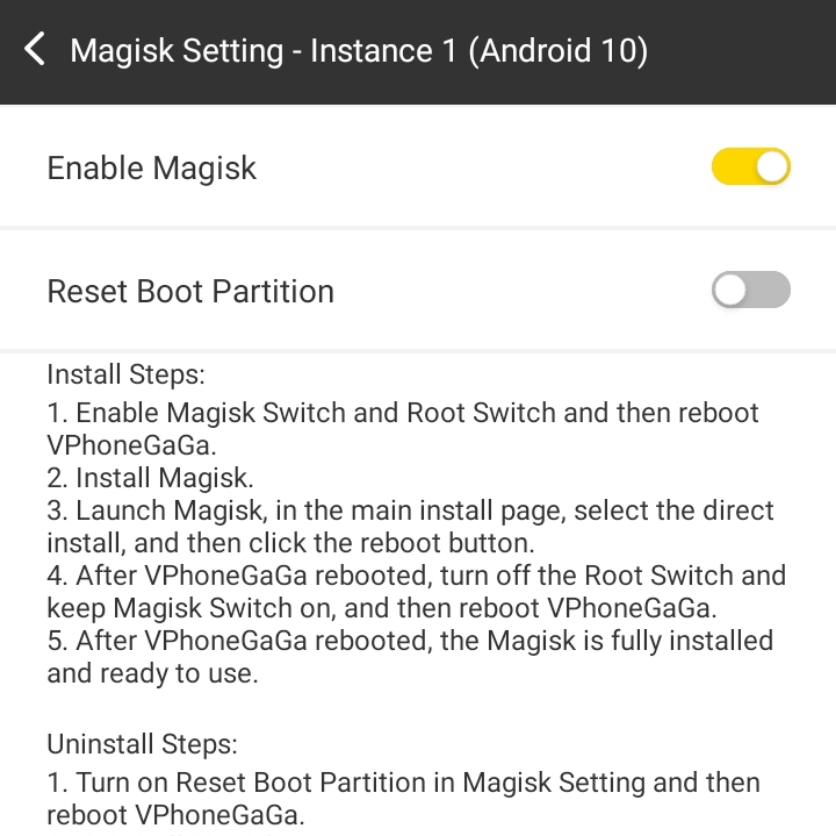 Magisk Setting - Instance 1 (Android 10)
Enable Magisk
Reset Boot Partition
Install Steps:
1. Enable Magisk Switch and Root Switch and then reboot
VPhoneGaGa.
2. Install Magisk.
3. Launch Magisk, in the main install page, select the direct
install, and then click the reboot button.
4. After VPhoneGaGa rebooted, turn off the Root Switch and
keep Magisk Switch on, and then reboot VPhoneGaGa.
5. After VPhoneGaGa rebooted, the Magisk is fully installed
and ready to use.
Uninstall Steps:
1. Turn on Reset Boot Partition in Magisk Setting and then
reboot VPhoneGaGa.